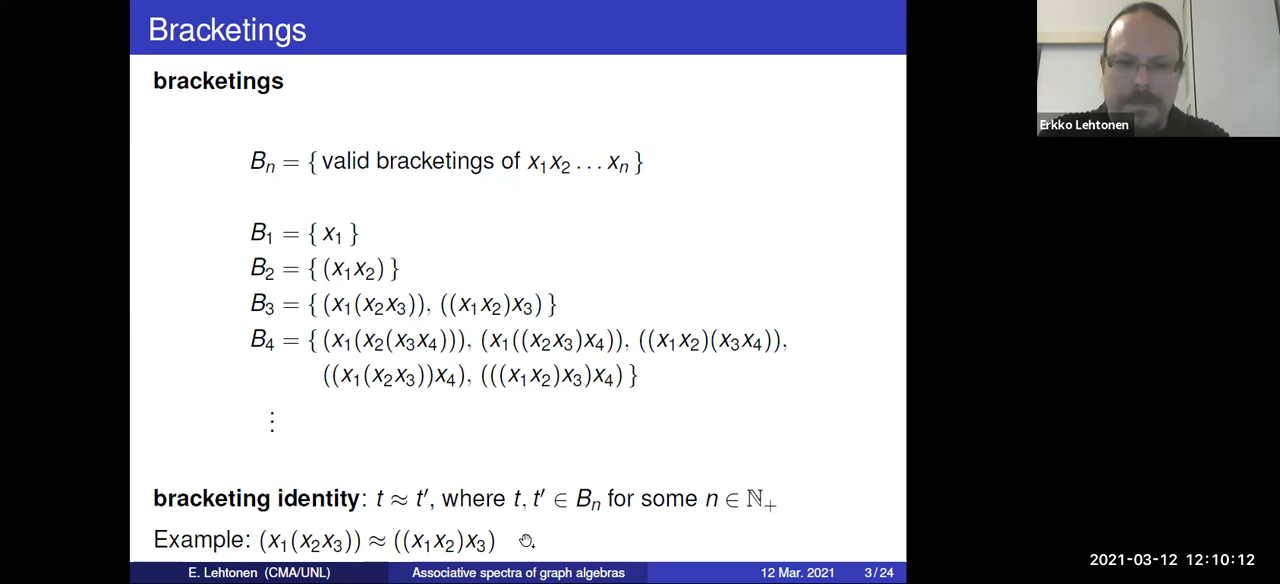 Bracketings
bracketings
Bₙ = { valid bracketings of x₁x₂ … xₙ }
B₁ = { x₁ }
B₂ = { (x₁x₂) }
B₃ = { (x₁(x₂x₃)), ((x₁x₂)x₃) }
B₄ = { (x₁(x₂(x₃x₄))), (x₁((x₂x₃)x₄)), ((x₁x₂)(x₃x₄)),
((x₁(x₂x₃))x₄), (((x₁x₂)x₃)x₄) }
⋮
bracketing identity: t ≈ t′, where t, t′ ∈ Bₙ for some n ∈ ℕ₊
Example: (x₁(x₂x₃)) ≈ ((x₁x₂)x₃)
E. Lehtonen (CMA/UNL) Associative spectra of graph algebras 12 Mar. 2021 3 / 24
Erkko Lehtonen
2021-03-12 12:10:12